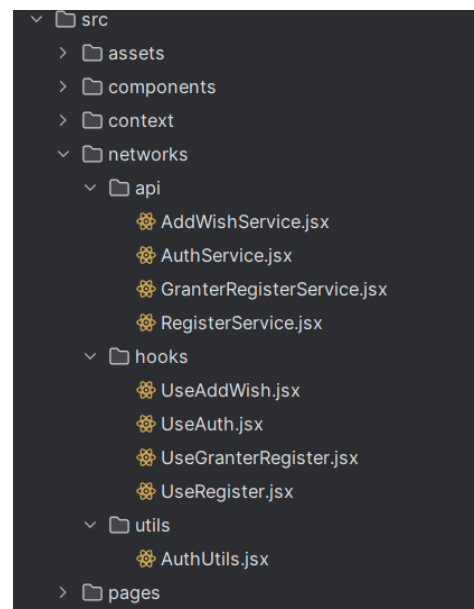 src
assets
components
context
networks
api
AddWishService.jsx
AuthService.jsx
GranterRegisterService.jsx
RegisterService.jsx
hooks
UseAddWish.jsx
UseAuth.jsx
UseGranterRegister.jsx
UseRegister.jsx
utils
AuthUtils.jsx
pages